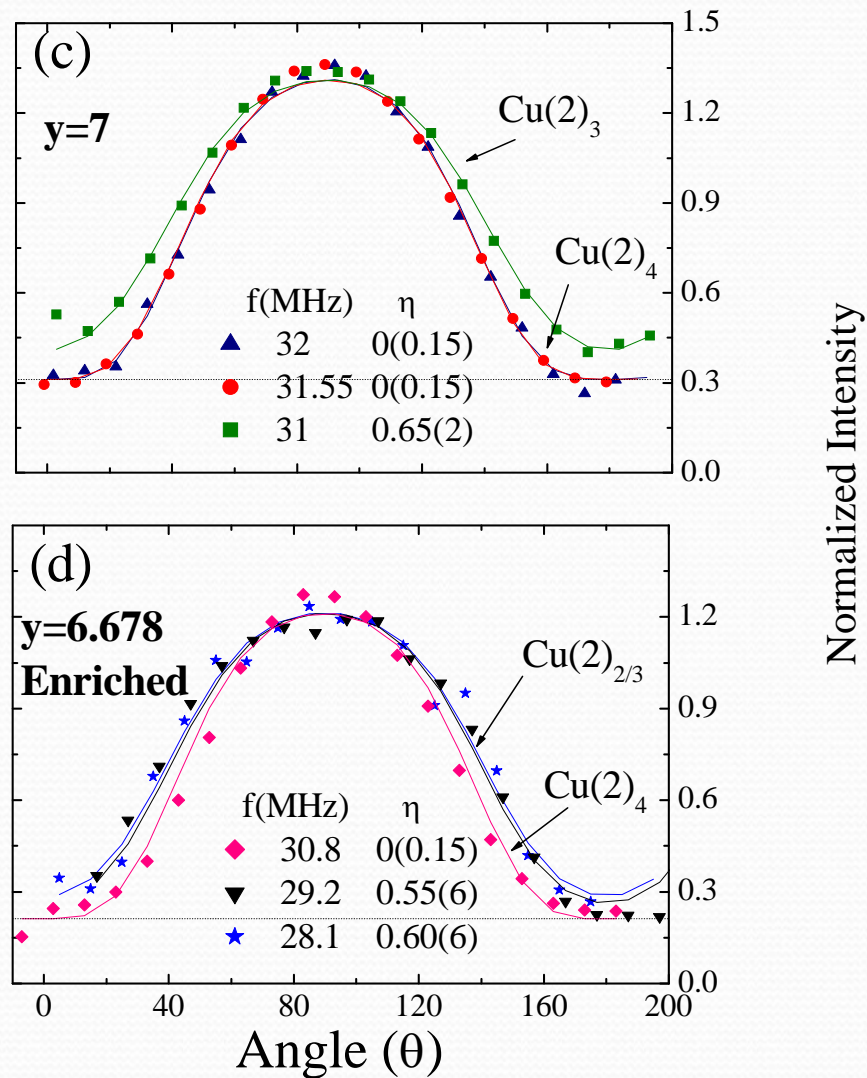 (c)
y=7
1.5
1.2
0.9
0.6
0.3
0.0
Cu(2)₃
Cu(2)₄
f(MHz) η
32 0(0.15)
31.55 0(0.15)
31 0.65(2)
Normalized Intensity
(d)
y=6.678
Enriched
1.2
0.9
0.6
0.3
0.0
Cu(2)₂/₃
Cu(2)₄
f(MHz) η
30.8 0(0.15)
29.2 0.55(6)
28.1 0.60(6)
0 40 80 120 160 200
Angle (θ)